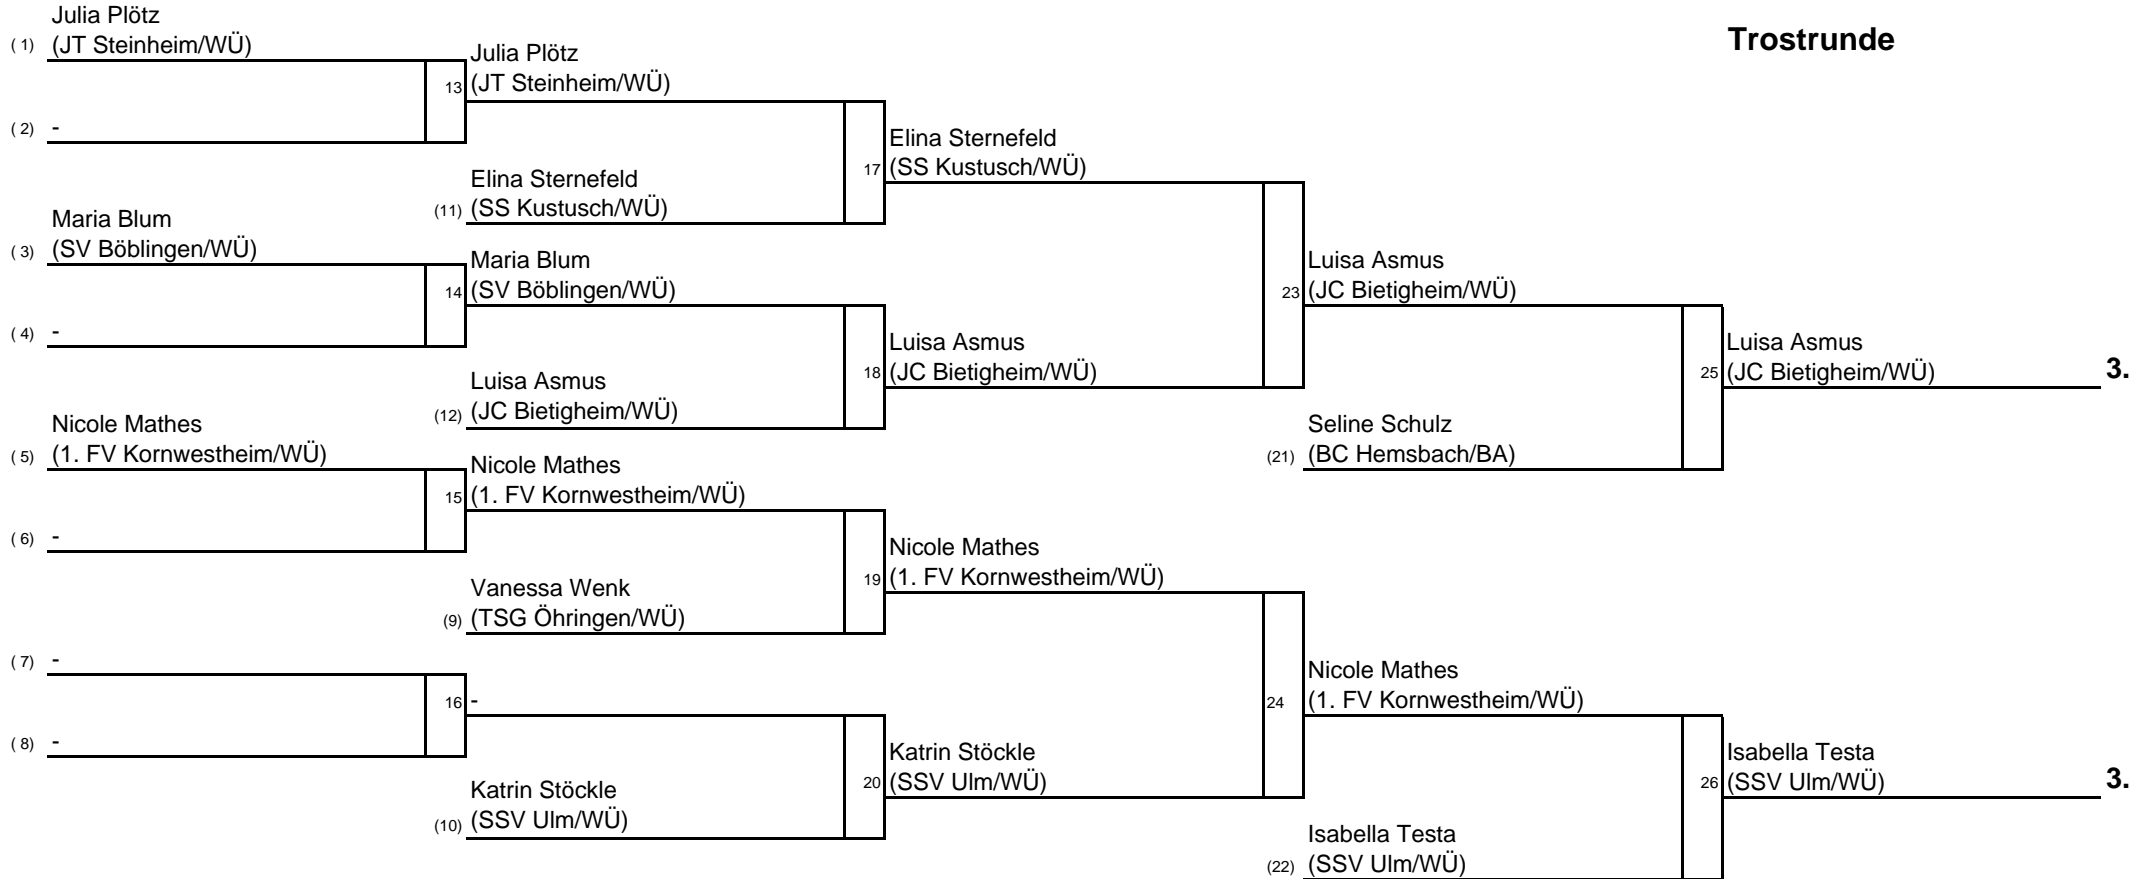 Trostrunde
Julia Plötz
( 1) (JT Steinheim/WÜ)
( 2) -
Maria Blum
( 3) (SV Böblingen/WÜ)
( 4) -
Nicole Mathes
( 5) (1. FV Kornwestheim/WÜ)
( 6) -
( 7) -
( 8) -
Julia Plötz
13 (JT Steinheim/WÜ)
Elina Sternefeld
(11) (SS Kustusch/WÜ)
Maria Blum
14 (SV Böblingen/WÜ)
Luisa Asmus
(12) (JC Bietigheim/WÜ)
Nicole Mathes
15 (1. FV Kornwestheim/WÜ)
Vanessa Wenk
(9) (TSG Öhringen/WÜ)
16 -
Katrin Stöckle
(10) (SSV Ulm/WÜ)
Elina Sternefeld
17 (SS Kustusch/WÜ)
Luisa Asmus
18 (JC Bietigheim/WÜ)
Nicole Mathes
19 (1. FV Kornwestheim/WÜ)
Katrin Stöckle
20 (SSV Ulm/WÜ)
Luisa Asmus
23 (JC Bietigheim/WÜ)
Seline Schulz
(21) (BC Hemsbach/BA)
Nicole Mathes
24 (1. FV Kornwestheim/WÜ)
Isabella Testa
(22) (SSV Ulm/WÜ)
Luisa Asmus
25 (JC Bietigheim/WÜ) 3.
Isabella Testa
26 (SSV Ulm/WÜ) 3.